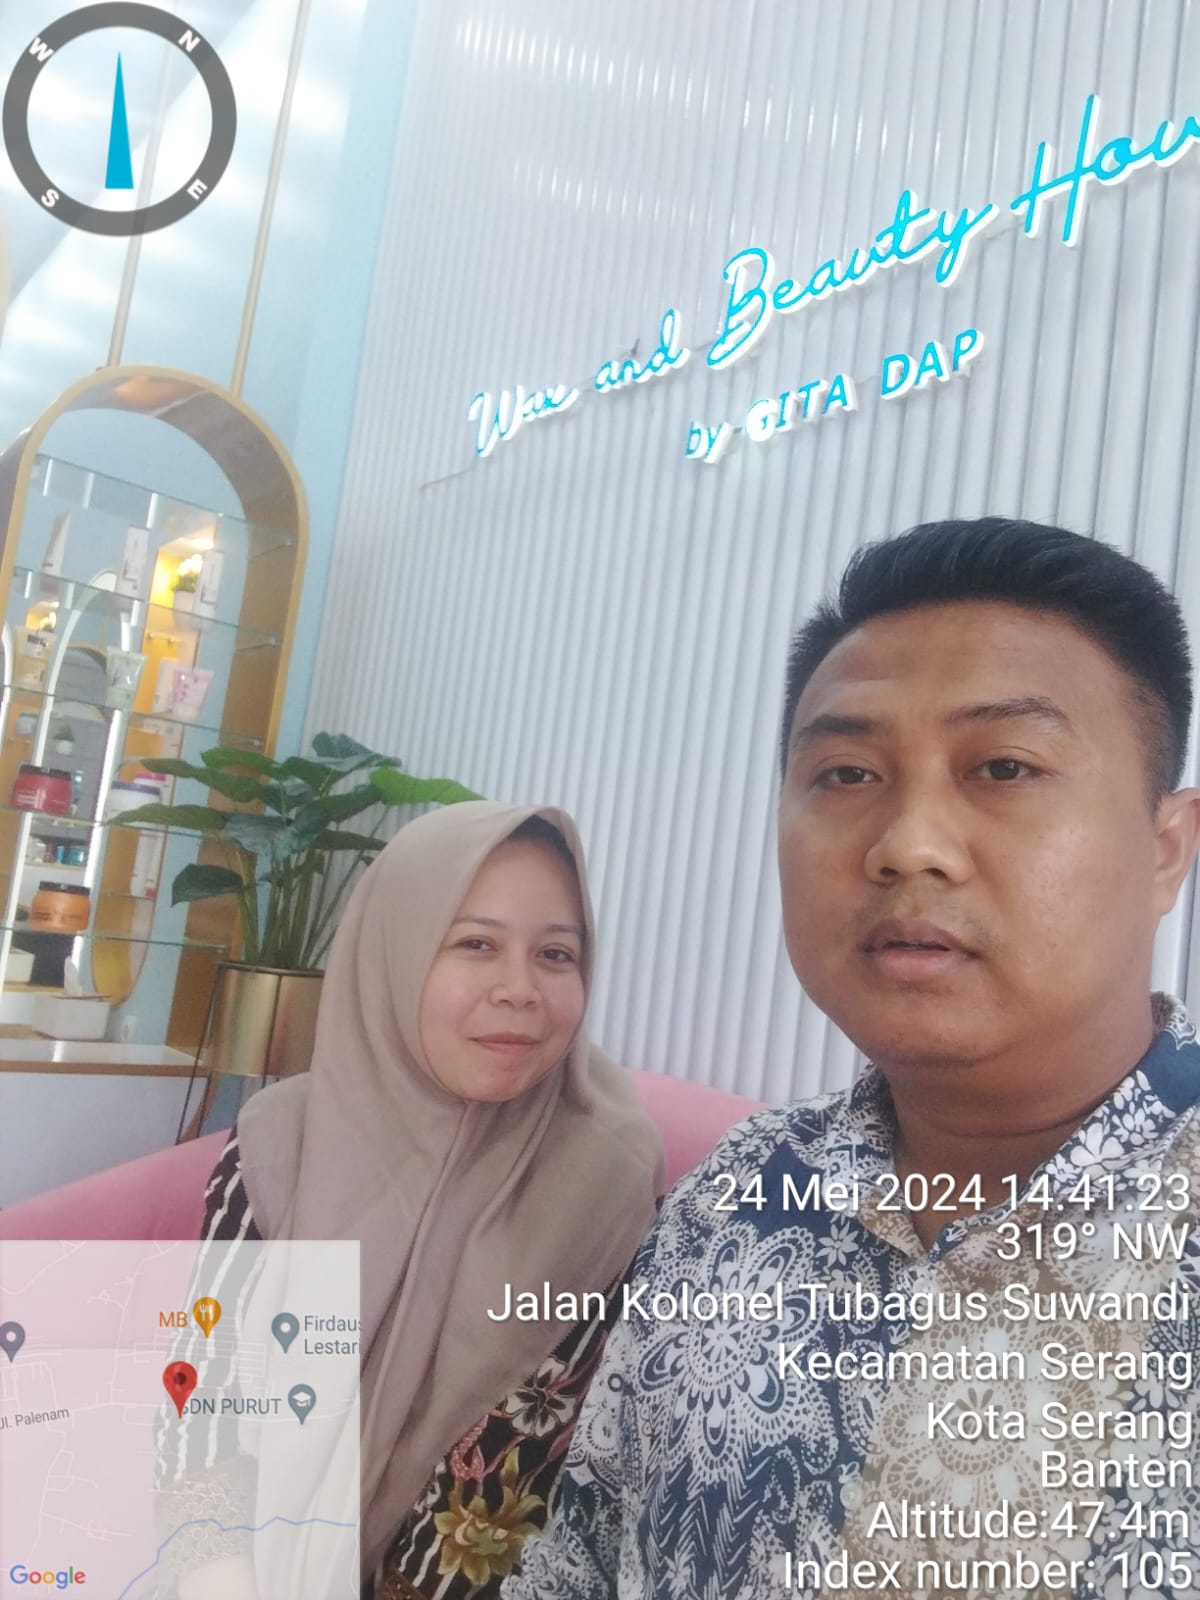 W
N
S
E
Wax and Beauty Hou
by GITA DAP
24 Mei 2024 14.41.23
319° NW
Jalan Kolonel Tubagus Suwandi
Kecamatan Serang
Kota Serang
Banten
Altitude:47.4m
Index number: 105
MB
Firdaus
Lestari
SDN PURUT
Jl. Palenam
Google